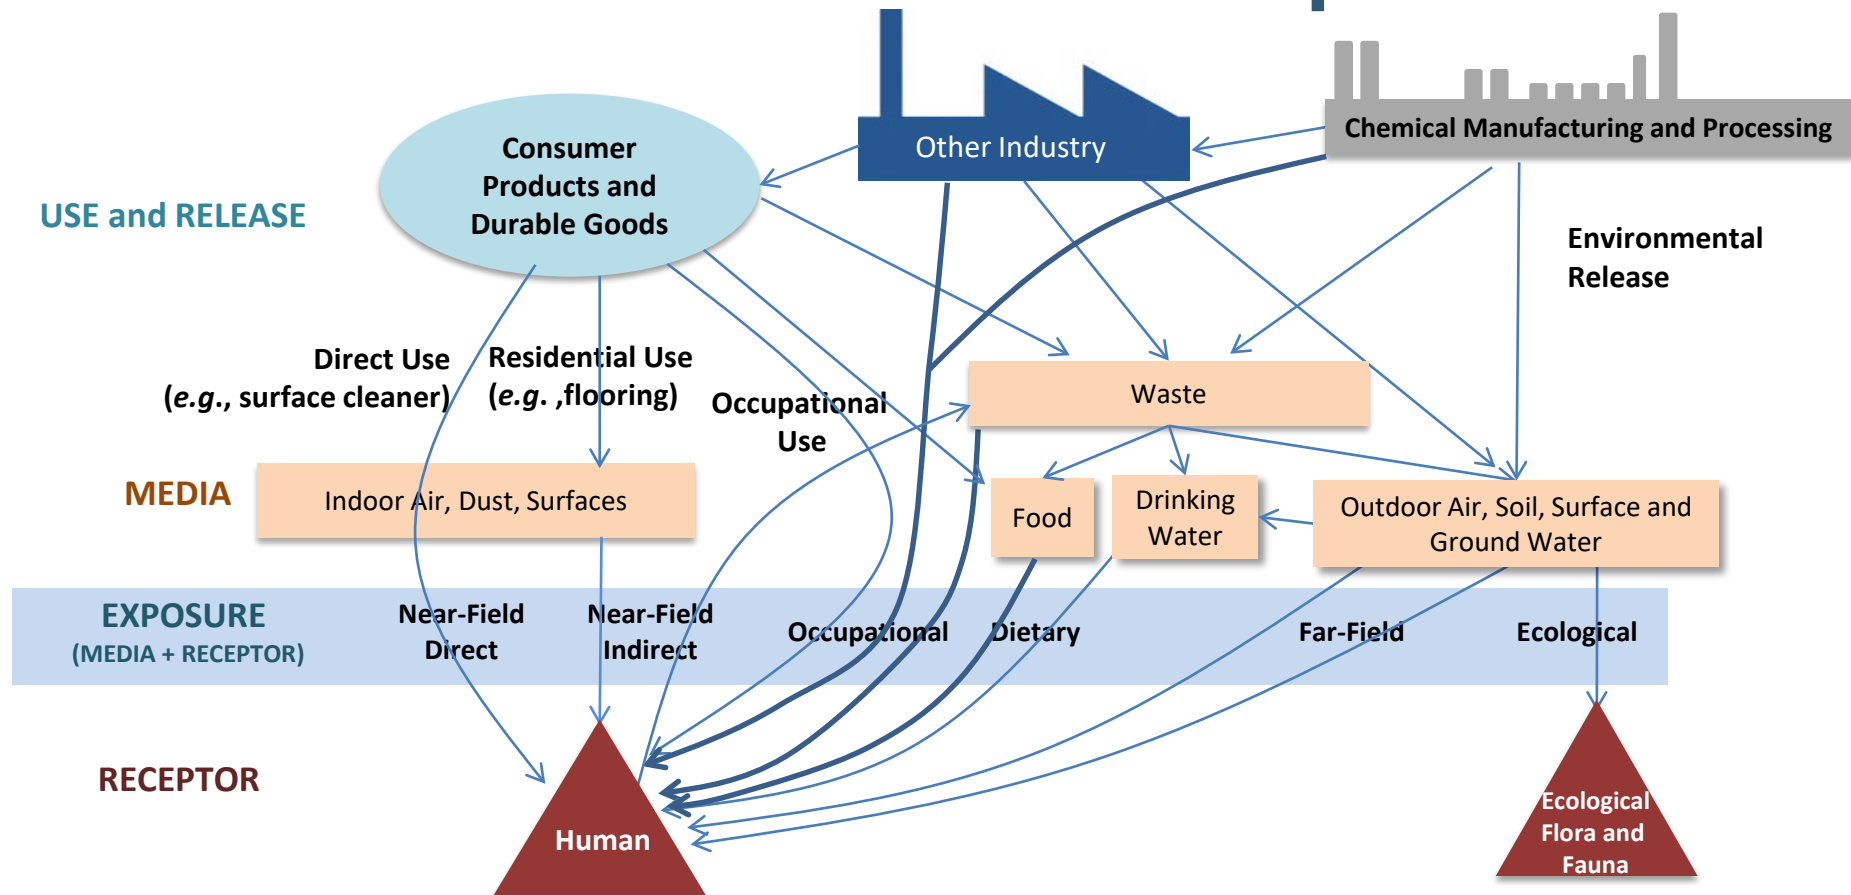 Chemical Manufacturing and Processing
Other Industry
Consumer
Products and
Durable Goods
USE and RELEASE
Environmental
Release
Direct Use
(e.g., surface cleaner)
Residential Use
(e.g. ,flooring)
Occupational
Use
Waste
MEDIA
Indoor Air, Dust, Surfaces
Food
Drinking
Water
Outdoor Air, Soil, Surface and
Ground Water
EXPOSURE
(MEDIA + RECEPTOR)
Near-Field
Direct
Near-Field
Indirect
Occupational
Dietary
Far-Field
Ecological
RECEPTOR
Human
Ecological
Flora and
Fauna